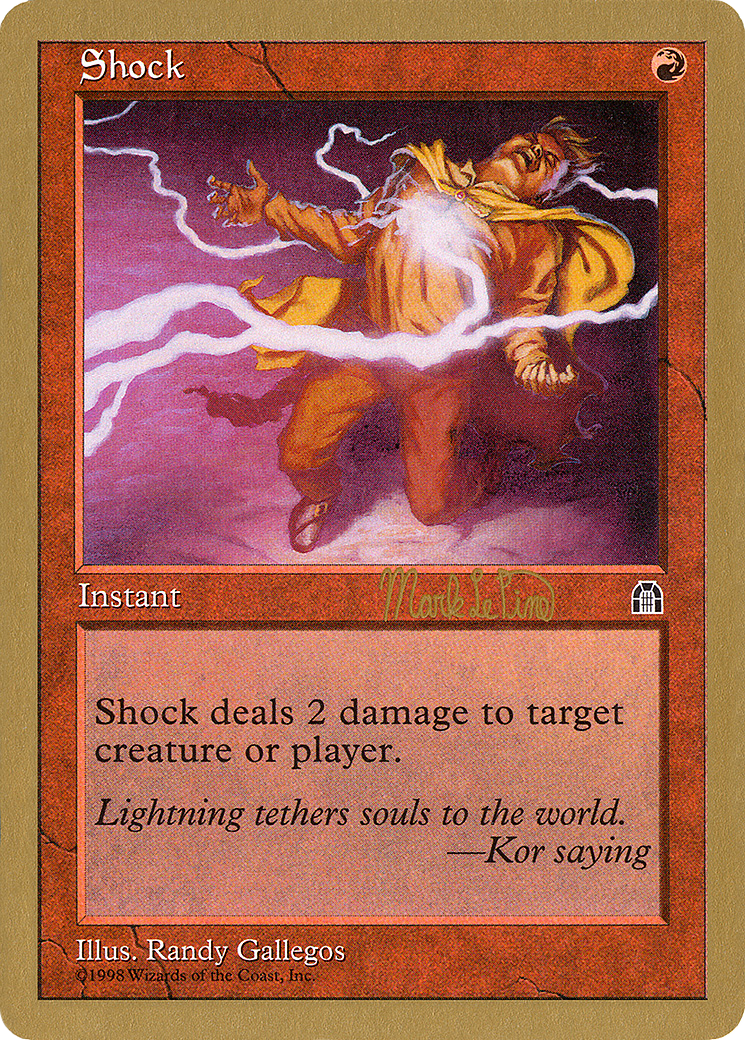 Shock
Instant
Mark Le Pine
Shock deals 2 damage to target
creature or player.
Lightning tethers souls to the world.
—Kor saying
Illus. Randy Gallegos
©1998 Wizards of the Coast, Inc.